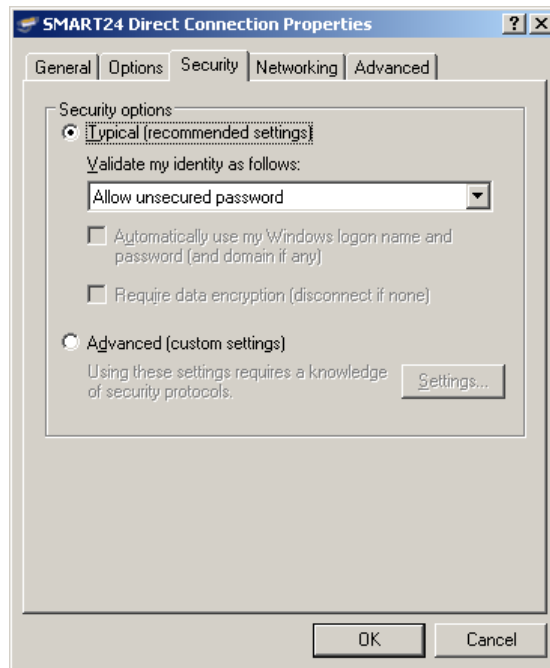 SMART24 Direct Connection Properties
? X
General Options Security Networking Advanced
Security options
Typical (recommended settings)
Validate my identity as follows:
Allow unsecured password
Automatically use my Windows logon name and
password (and domain if any)
Require data encryption (disconnect if none)
Advanced (custom settings)
Using these settings requires a knowledge
of security protocols.
Settings...
OK Cancel